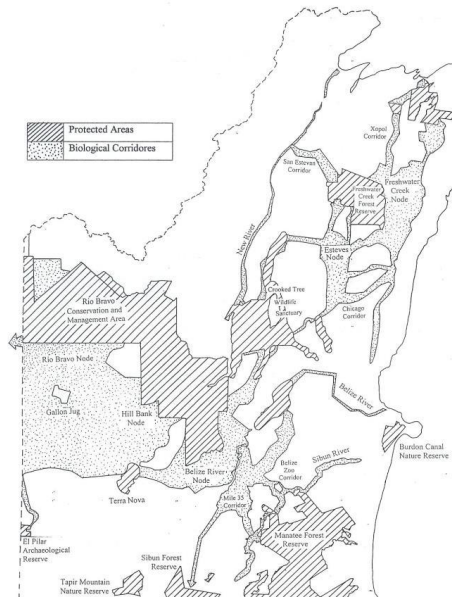 Protected Areas
Biological Corridores
Xopol
Corridor
San Esteves
Corridor
Freshwater
Creek Forest
Reserve
Freshwater
Creek
Node
New River
Esteves
Node
Crooked Tree
Wildlife
Sanctuary
Chicago
Corridor
Rio Bravo
Conservation and
Management Area
Rio Bravo Node
Gallon Jug
Hill Bank
Node
Belize River
Burdon Canal
Nature Reserve
Belize River
Node
Belize
Zoo
Corridor
Sibun River
Terra Nova
Mile 35
Corridor
Manatee Forest
Reserve
El Pilar
Archaeological
Reserve
Sibun Forest
Reserve
Tapir Mountain
Nature Reserve